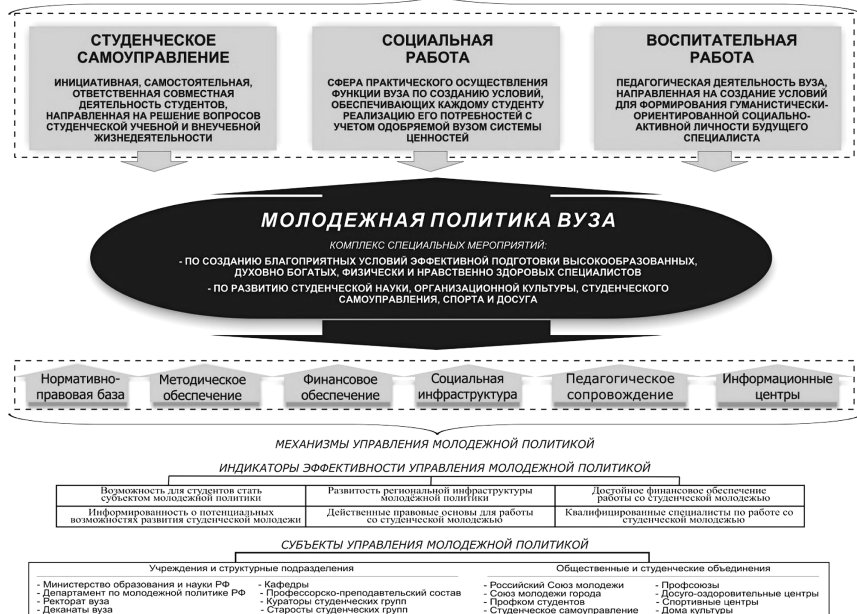 СТУДЕНЧЕСКОЕ
САМОУПРАВЛЕНИЕ
ИНИЦИАТИВНАЯ, САМОСТОЯТЕЛЬНАЯ,
ОТВЕТСТВЕННАЯ СОВМЕСТНАЯ
ДЕЯТЕЛЬНОСТЬ СТУДЕНТОВ,
НАПРАВЛЕННАЯ НА РЕШЕНИЕ ВОПРОСОВ
СТУДЕНЧЕСКОЙ УЧЕБНОЙ И ВНЕУЧЕБНОЙ
ЖИЗНЕДЕЯТЕЛЬНОСТИ
СОЦИАЛЬНАЯ
РАБОТА
СФЕРА ПРАКТИЧЕСКОГО ОСУЩЕСТВЛЕНИЯ
ФУНКЦИИ ВУЗА ПО СОЗДАНИЮ УСЛОВИЙ,
ОБЕСПЕЧИВАЮЩИХ КАЖДОМУ СТУДЕНТУ
РЕАЛИЗАЦИЮ ЕГО ПОТРЕБНОСТЕЙ С
УЧЕТОМ ОДОБРЯЕМОЙ ВУЗОМ СИСТЕМЫ
ЦЕННОСТЕЙ
ВОСПИТАТЕЛЬНАЯ
РАБОТА
ПЕДАГОГИЧЕСКАЯ ДЕЯТЕЛЬНОСТЬ ВУЗА,
НАПРАВЛЕННАЯ НА СОЗДАНИЕ УСЛОВИЙ
ДЛЯ ФОРМИРОВАНИЯ ГУМАНИСТИЧЕСКИ-
ОРИЕНТИРОВАННОЙ СОЦИАЛЬНО-
АКТИВНОЙ ЛИЧНОСТИ БУДУЩЕГО
СПЕЦИАЛИСТА
МОЛОДЕЖНАЯ ПОЛИТИКА ВУЗА
КОМПЛЕКС СПЕЦИАЛЬНЫХ МЕРОПРИЯТИЙ:
- ПО СОЗДАНИЮ БЛАГОПРИЯТНЫХ УСЛОВИЙ ЭФФЕКТИВНОЙ ПОДГОТОВКИ ВЫСОКООБРАЗОВАННЫХ,
ДУХОВНО БОГАТЫХ, ФИЗИЧЕСКИ И НРАВСТВЕННО ЗДОРОВЫХ СПЕЦИАЛИСТОВ
- ПО РАЗВИТИЮ СТУДЕНЧЕСКОЙ НАУКИ, ОРГАНИЗАЦИОННОЙ КУЛЬТУРЫ, СТУДЕНЧЕСКОГО
САМОУПРАВЛЕНИЯ, СПОРТА И ДОСУГА
Нормативно-
правовая база
Методическое
обеспечение
Финансовое
обеспечение
Социальная
инфраструктура
Педагогическое
сопровождение
Информационные
центры
МЕХАНИЗМЫ УПРАВЛЕНИЯ МОЛОДЕЖНОЙ ПОЛИТИКОЙ
ИНДИКАТОРЫ ЭФФЕКТИВНОСТИ УПРАВЛЕНИЯ МОЛОДЕЖНОЙ ПОЛИТИКОЙ
Возможность для студентов стать
субъектом молодежной политики
Развитость региональной инфраструктуры
молодёжной политики
Достойное финансовое обеспечение
работы со студенческой молодежью
Информированность о потенциальных
возможностях развития студенческой молодежи
Действенные правовые основы для работы
со студенческой молодежью
Квалифицированные специалисты по работе со
студенческой молодежью
СУБЪЕКТЫ УПРАВЛЕНИЯ МОЛОДЕЖНОЙ ПОЛИТИКОЙ
Учреждения и структурные подразделения
- Министерство образования и науки РФ
- Департамент по молодежной политике РФ
- Ректорат вуза
- Деканаты вуза
- Кафедры
- Профессорско-преподавтельский состав
- Кураторы студенческих групп
- Старосты студенческих групп
Общественные и студенческие объединения
- Российский Союз молодежи
- Союз молодежи города
- Профком студентов
- Студенческое самоуправление
- Профсоюзы
- Досуго-оздоровительные центры
- Спортивные центры
- Дома культуры